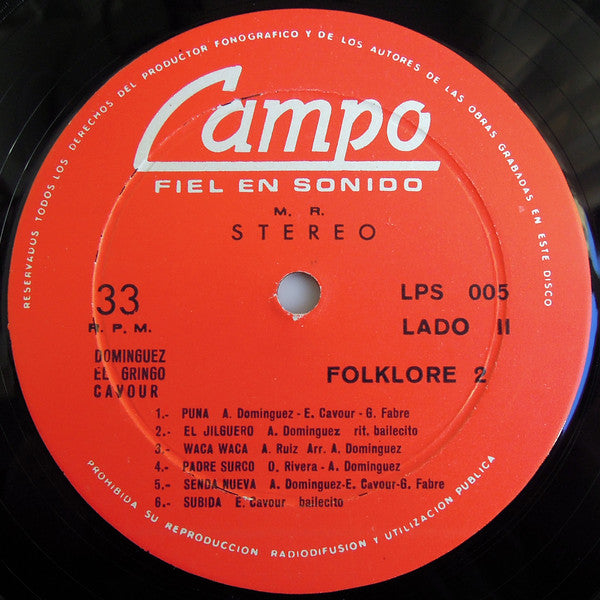 RESERVADOS TODOS LOS DERECHOS DEL PRODUCTOR FONOGRAFICO Y DE LOS AUTORES DE LAS OBRAS GRABADAS EN ESTE DISCO
Campo
FIEL EN SONIDO
M. R.
STEREO
33
R. P. M.
LPS 005
LADO II
DOMINGUEZ
EL GRINGO
CAVOUR
FOLKLORE 2
1.- PUNA A. Dominguez - E. Cavour - G. Fabre
2.- EL JILGUERO A. Dominguez rit. bailecito
3.- WACA WACA A. Ruiz Arr. A. Dominguez
4.- PADRE SURCO O. Rivera - A. Dominguez
5.- SENDA NUEVA A. Dominguez-E. Cavour-G. Fabre
6.- SUBIDA E. Cavour bailecito
PROHIBIDA SU REPRODUCCION RADIODIFUSION Y UTILIZACION PUBLICA